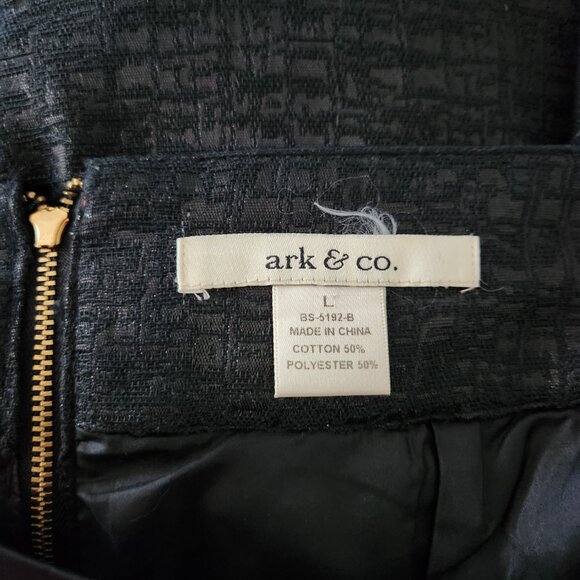 ark & co.
L
BS-5192-B
MADE IN CHINA
COTTON 50%
POLYESTER 50%